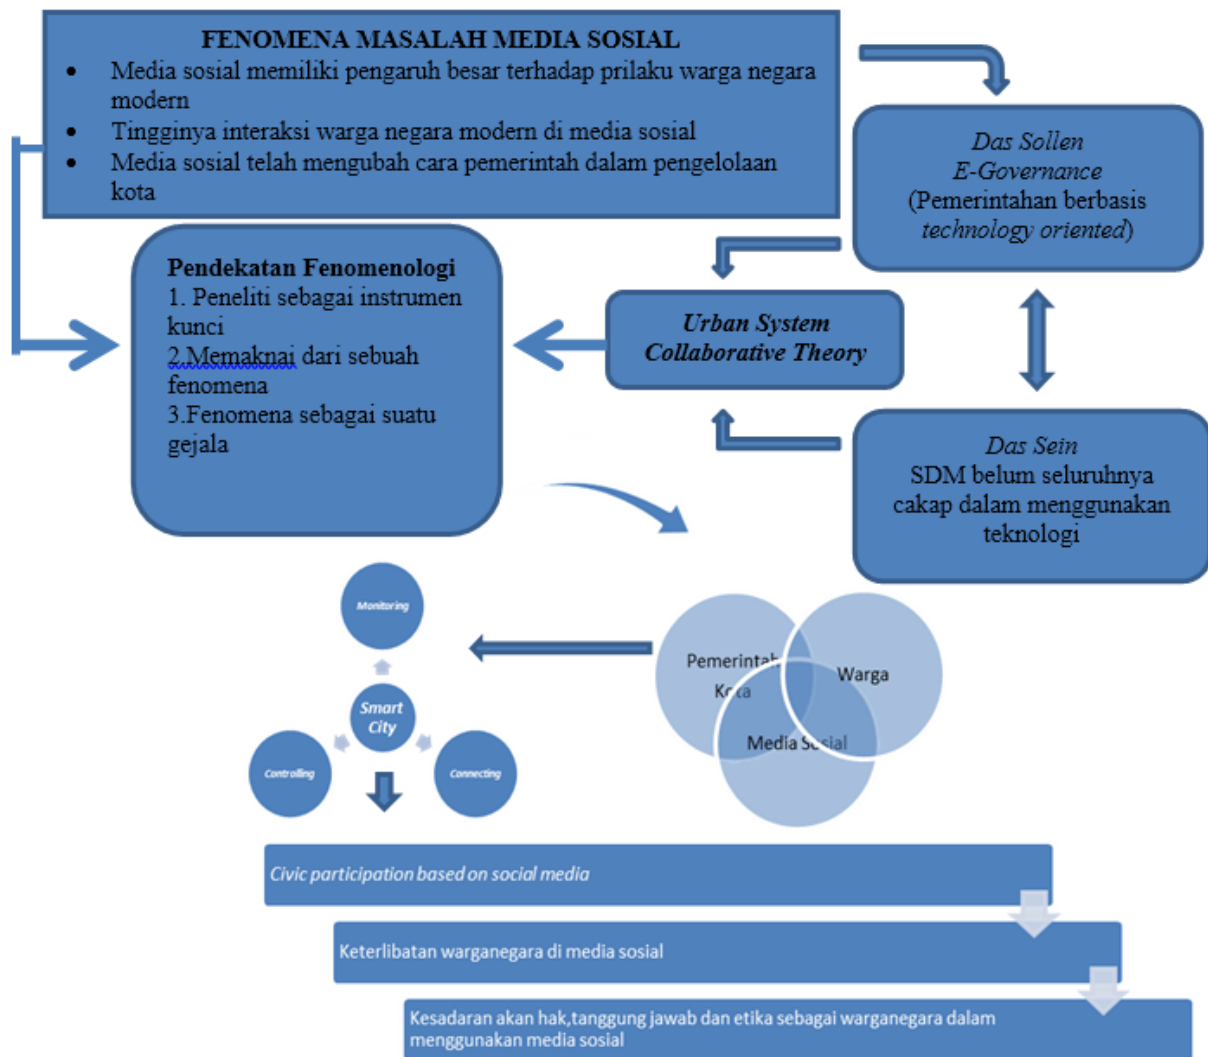 FENOMENA MASALAH MEDIA SOSIAL
• Media sosial memiliki pengaruh besar terhadap prilaku warga negara
modern
• Tingginya interaksi warga negara modern di media sosial
• Media sosial telah mengubah cara pemerintah dalam pengelolaan
kota
Das Sollen
E-Governance
(Pemerintahan berbasis
technology oriented)
Pendekatan Fenomenologi
1. Peneliti sebagai instrumen
kunci
2.Memaknai dari sebuah
fenomena
3.Fenomena sebagai suatu
gejala
Urban System
Collaborative Theory
Das Sein
SDM belum seluruhnya
cakap dalam menggunakan
teknologi
Monitoring
Smart
City
Controlling
Connecting
Pemerintah
Kota
Warga
Media Sosial
Civic participation based on social media
Keterlibatan warganegara di media sosial
Kesadaran akan hak,tanggung jawab dan etika sebagai warganegara dalam
menggunakan media sosial